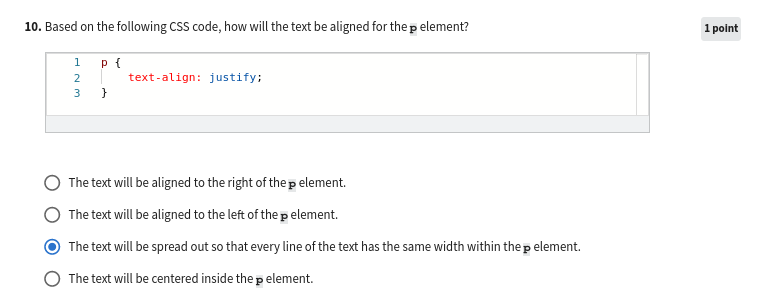 10. Based on the following CSS code, how will the text be aligned for the p element?
1 point
1 p {
2 text-align: justify;
3 }
The text will be aligned to the right of the p element.
The text will be aligned to the left of the p element.
The text will be spread out so that every line of the text has the same width within the p element.
The text will be centered inside the p element.